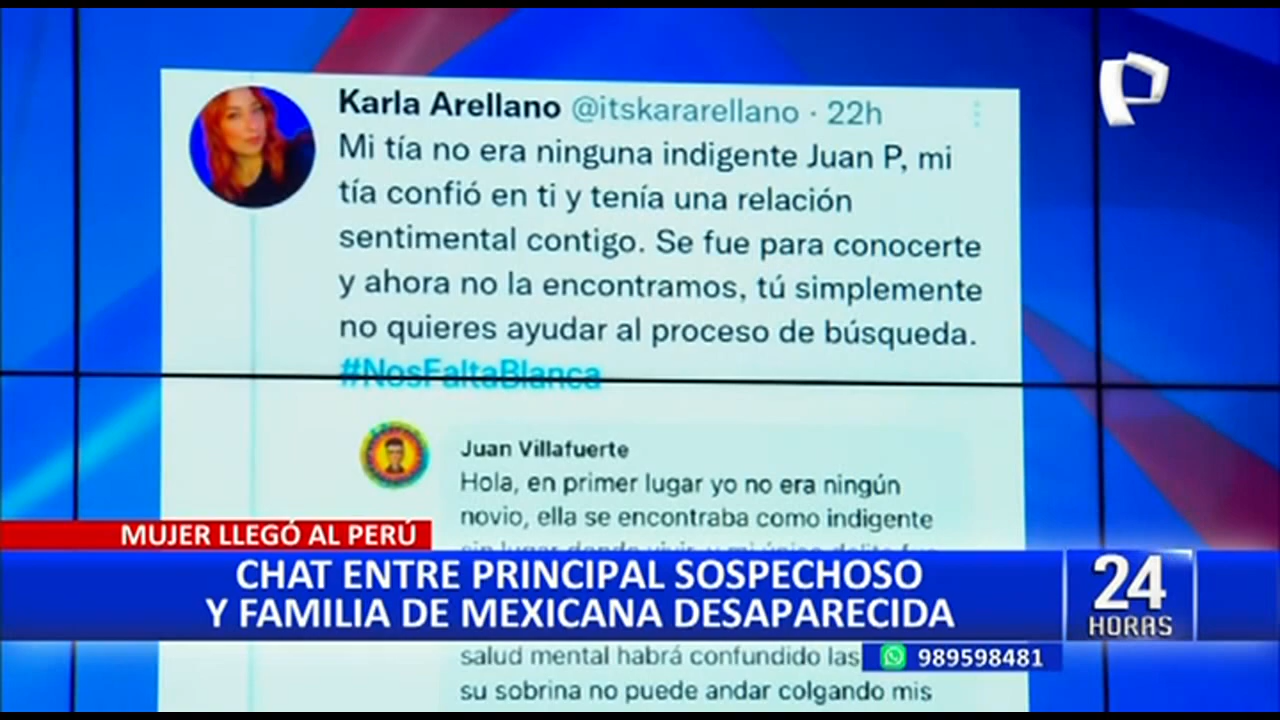 Karla Arellano @itskararellano · 22h
Mi tía no era ninguna indigente Juan P, mi
tía confió en ti y tenía una relación
sentimental contigo. Se fue para conocerte
y ahora no la encontramos, tú simplemente
no quieres ayudar al proceso de búsqueda.
#NosFaltaBlanca
Juan Villafuerte
Hola, en primer lugar yo no era ningún
novio, ella se encontraba como indigente
MUJER LLEGÓ AL PERÚ
CHAT ENTRE PRINCIPAL SOSPECHOSO
Y FAMILIA DE MEXICANA DESAPARECIDA
24
HORAS
salud mental habrá confundido las
989598481
su sobrina no puede andar colgando mis